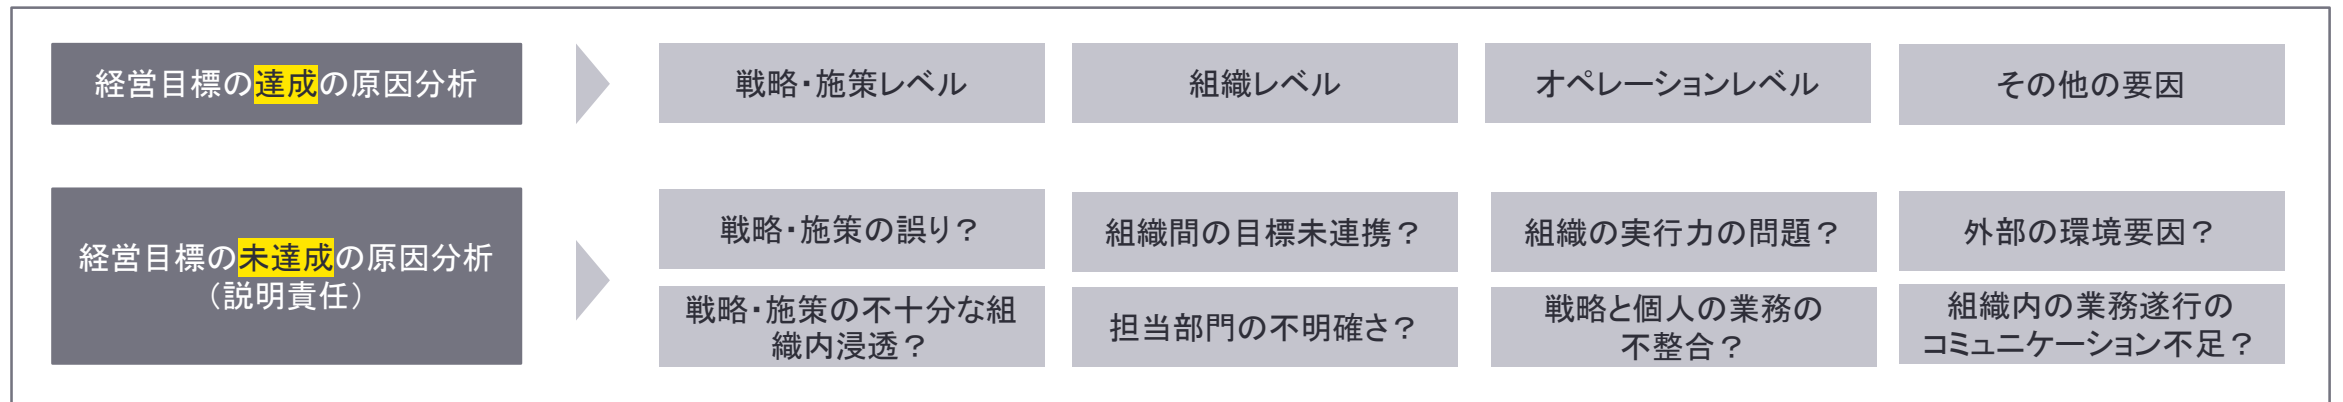 経営目標の達成の原因分析
戦略・施策レベル
組織レベル
オペレーションレベル
その他の要因
経営目標の未達成の原因分析
（説明責任）
戦略・施策の誤り？
組織間の目標未連携？
組織の実行力の問題？
外部の環境要因？
戦略・施策の不十分な組
織内浸透？
担当部門の不明確さ？
戦略と個人の業務の
不整合？
組織内の業務遂行の
コミュニケーション不足？